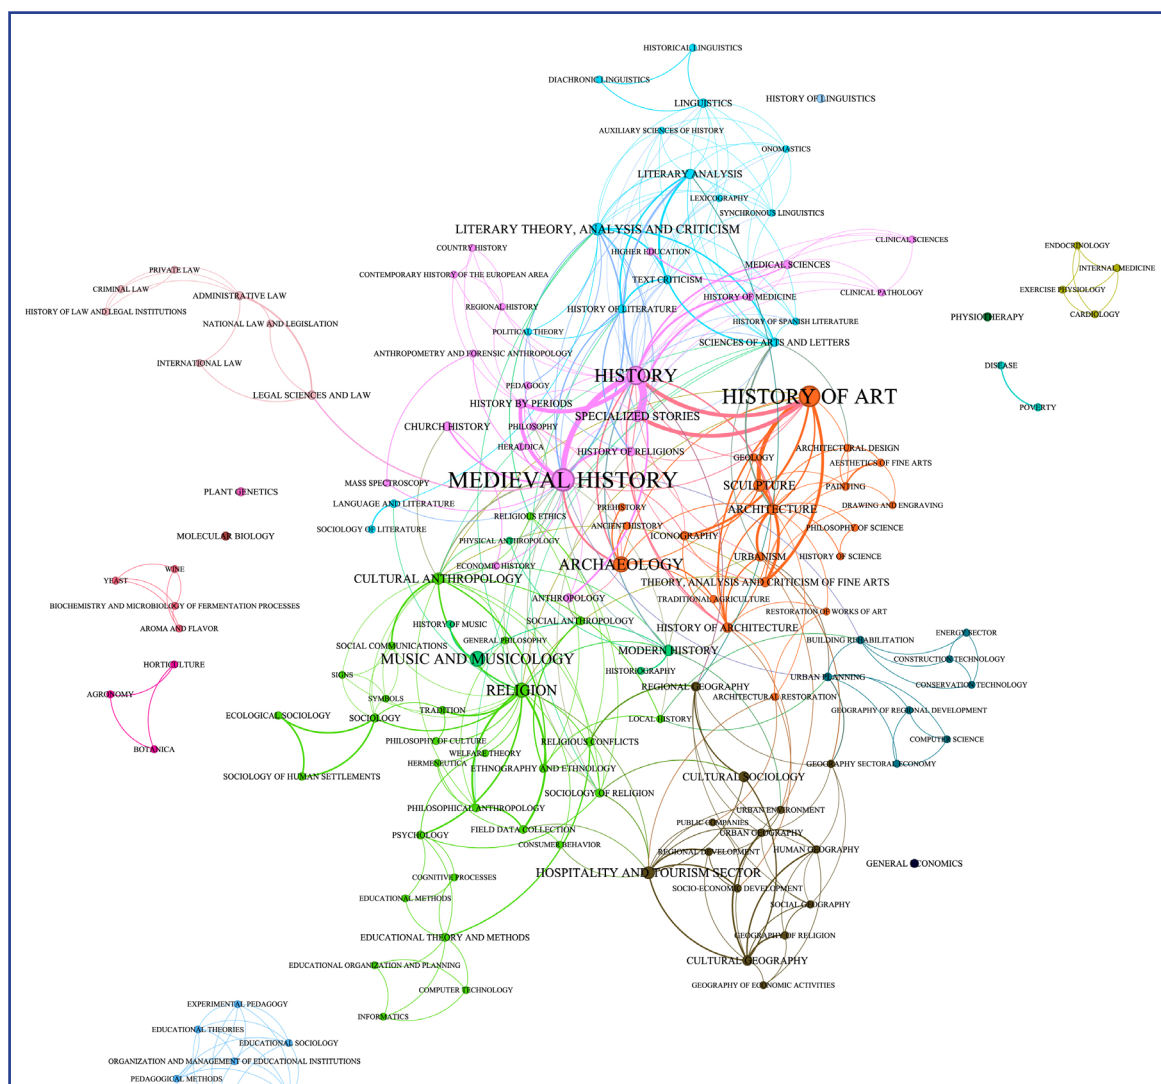 HISTORICAL LINGUISTICS
DIACHRONIC LINGUISTICS
LINGUISTICS
HISTORY OF LINGUISTICS
AUXILIARY SCIENCES OF HISTORY
ONOMASTICS
LITERARY ANALYSIS
LEXICOGRAPHY
SYNCHRONOUS LINGUISTICS
LITERARY THEORY, ANALYSIS AND CRITICISM
CLINICAL SCIENCES
COUNTRY HISTORY
HIGHER EDUCATION
ENDOCRINOLOGY
MEDICAL SCIENCES
INTERNAL MEDICINE
PRIVATE LAW
CONTEMPORARY HISTORY OF THE EUROPEAN AREA
TEXT CRITICISM
CRIMINAL LAW
ADMINISTRATIVE LAW
HISTORY OF MEDICINE
CLINICAL PATHOLOGY
EXERCISE PHYSIOLOGY
REGIONAL HISTORY
HISTORY OF LITERATURE
HISTORY OF LAW AND LEGAL INSTITUTIONS
CARDIOLOGY
PHYSIOTHERAPY
NATIONAL LAW AND LEGISLATION
POLITICAL THEORY
HISTORY OF SPANISH LITERATURE
SCIENCES OF ARTS AND LETTERS
ANTHROPOMETRY AND FORENSIC ANTHROPOLOGY
INTERNATIONAL LAW
DISEASE
HISTORY
PEDAGOGY
LEGAL SCIENCES AND LAW
HISTORY OF ART
HISTORY BY PERIODS
POVERTY
SPECIALIZED STORIES
CHURCH HISTORY
PHILOSOPHY
HERALDICA
ARCHITECTURAL DESIGN
HISTORY OF RELIGIONS
GEOLOGY
AESTHETICS OF FINE ARTS
MEDIEVAL HISTORY
MASS SPECTROSCOPY
SCULPTURE
PAINTING
PLANT GENETICS
LANGUAGE AND LITERATURE
PREHISTORY
ARCHITECTURE
DRAWING AND ENGRAVING
RELIGIOUS ETHICS
SOCIOLOGY OF LITERATURE
ANCIENT HISTORY
PHILOSOPHY OF SCIENCE
MOLECULAR BIOLOGY
ICONOGRAPHY
PHYSICAL ANTHROPOLOGY
URBANISM
HISTORY OF SCIENCE
ECONOMIC HISTORY
ARCHAEOLOGY
WINE
YEAST
CULTURAL ANTHROPOLOGY
THEORY, ANALYSIS AND CRITICISM OF FINE ARTS
ANTHROPOLOGY
TRADITIONAL AGRICULTURE
BIOCHEMISTRY AND MICROBIOLOGY OF FERMENTATION PROCESSES
RESTORATION OF WORKS OF ART
HISTORY OF MUSIC
SOCIAL ANTHROPOLOGY
HISTORY OF ARCHITECTURE
AROMA AND FLAVOR
ENERGY SECTOR
GENERAL PHILOSOPHY
BUILDING REHABILITATION
SOCIAL COMMUNICATIONS
MODERN HISTORY
MUSIC AND MUSICOLOGY
CONSTRUCTION TECHNOLOGY
HORTICULTURE
HISTORIOGRAPHY
SIGNS
URBAN PLANNING
CONSERVATION TECHNOLOGY
REGIONAL GEOGRAPHY
RELIGION
AGRONOMY
SYMBOLS
ARCHITECTURAL RESTORATION
TRADITION
GEOGRAPHY OF REGIONAL DEVELOPMENT
ECOLOGICAL SOCIOLOGY
SOCIOLOGY
LOCAL HISTORY
COMPUTER SCIENCE
PHILOSOPHY OF CULTURE
RELIGIOUS CONFLICTS
BOTANICA
WELFARE THEORY
HERMENEUTICA
GEOGRAPHY SECTORAL ECONOMY
ETHNOGRAPHY AND ETHNOLOGY
SOCIOLOGY OF HUMAN SETTLEMENTS
CULTURAL SOCIOLOGY
SOCIOLOGY OF RELIGION
PHILOSOPHICAL ANTHROPOLOGY
URBAN ENVIRONMENT
PUBLIC COMPANIES
PSYCHOLOGY
FIELD DATA COLLECTION
URBAN GEOGRAPHY
CONSUMER BEHAVIOR
REGIONAL DEVELOPMENT
HUMAN GEOGRAPHY
GENERAL ECONOMICS
HOSPITALITY AND TOURISM SECTOR
COGNITIVE PROCESSES
SOCIO-ECONOMIC DEVELOPMENT
EDUCATIONAL METHODS
SOCIAL GEOGRAPHY
EDUCATIONAL THEORY AND METHODS
GEOGRAPHY OF RELIGION
CULTURAL GEOGRAPHY
EDUCATIONAL ORGANIZATION AND PLANNING
GEOGRAPHY OF ECONOMIC ACTIVITIES
COMPUTER TECHNOLOGY
EXPERIMENTAL PEDAGOGY
INFORMATICS
EDUCATIONAL THEORIES
EDUCATIONAL SOCIOLOGY
ORGANIZATION AND MANAGEMENT OF EDUCATIONAL INSTITUTIONS
PEDAGOGICAL METHODS